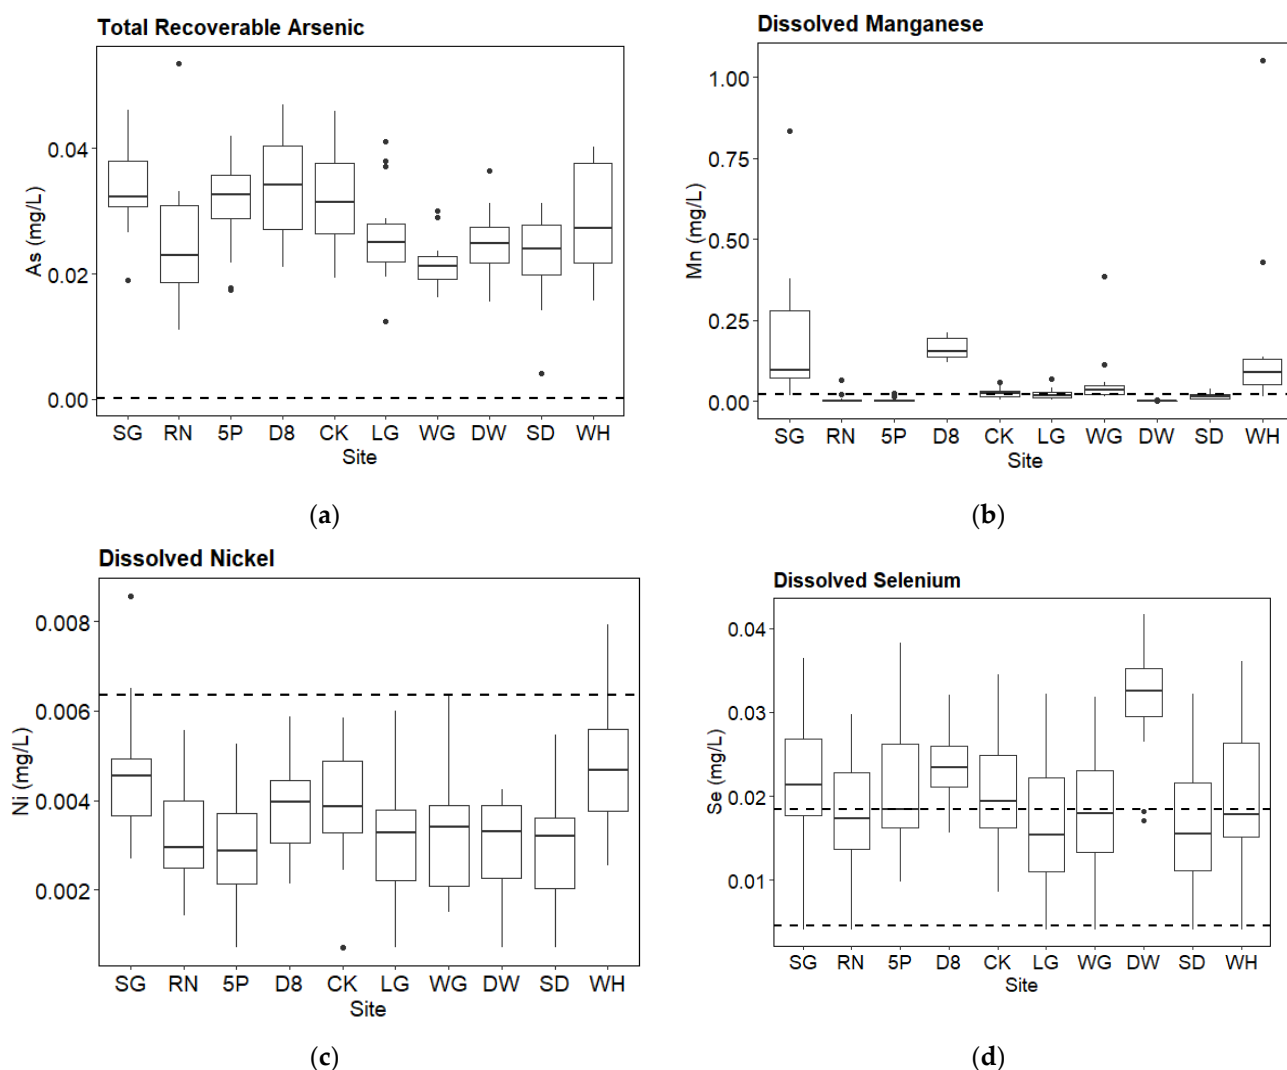 Total Recoverable Arsenic
As (mg/L)
0.04
0.02
0.00
SG RN 5P D8 CK LG WG DW SD WH
Site
(a)
Dissolved Manganese
Mn (mg/L)
1.00
0.75
0.50
0.25
0.00
SG RN 5P D8 CK LG WG DW SD WH
Site
(b)
Dissolved Nickel
Ni (mg/L)
0.008
0.006
0.004
0.002
SG RN 5P D8 CK LG WG DW SD WH
Site
(c)
Dissolved Selenium
Se (mg/L)
0.04
0.03
0.02
0.01
SG RN 5P D8 CK LG WG DW SD WH
Site
(d)